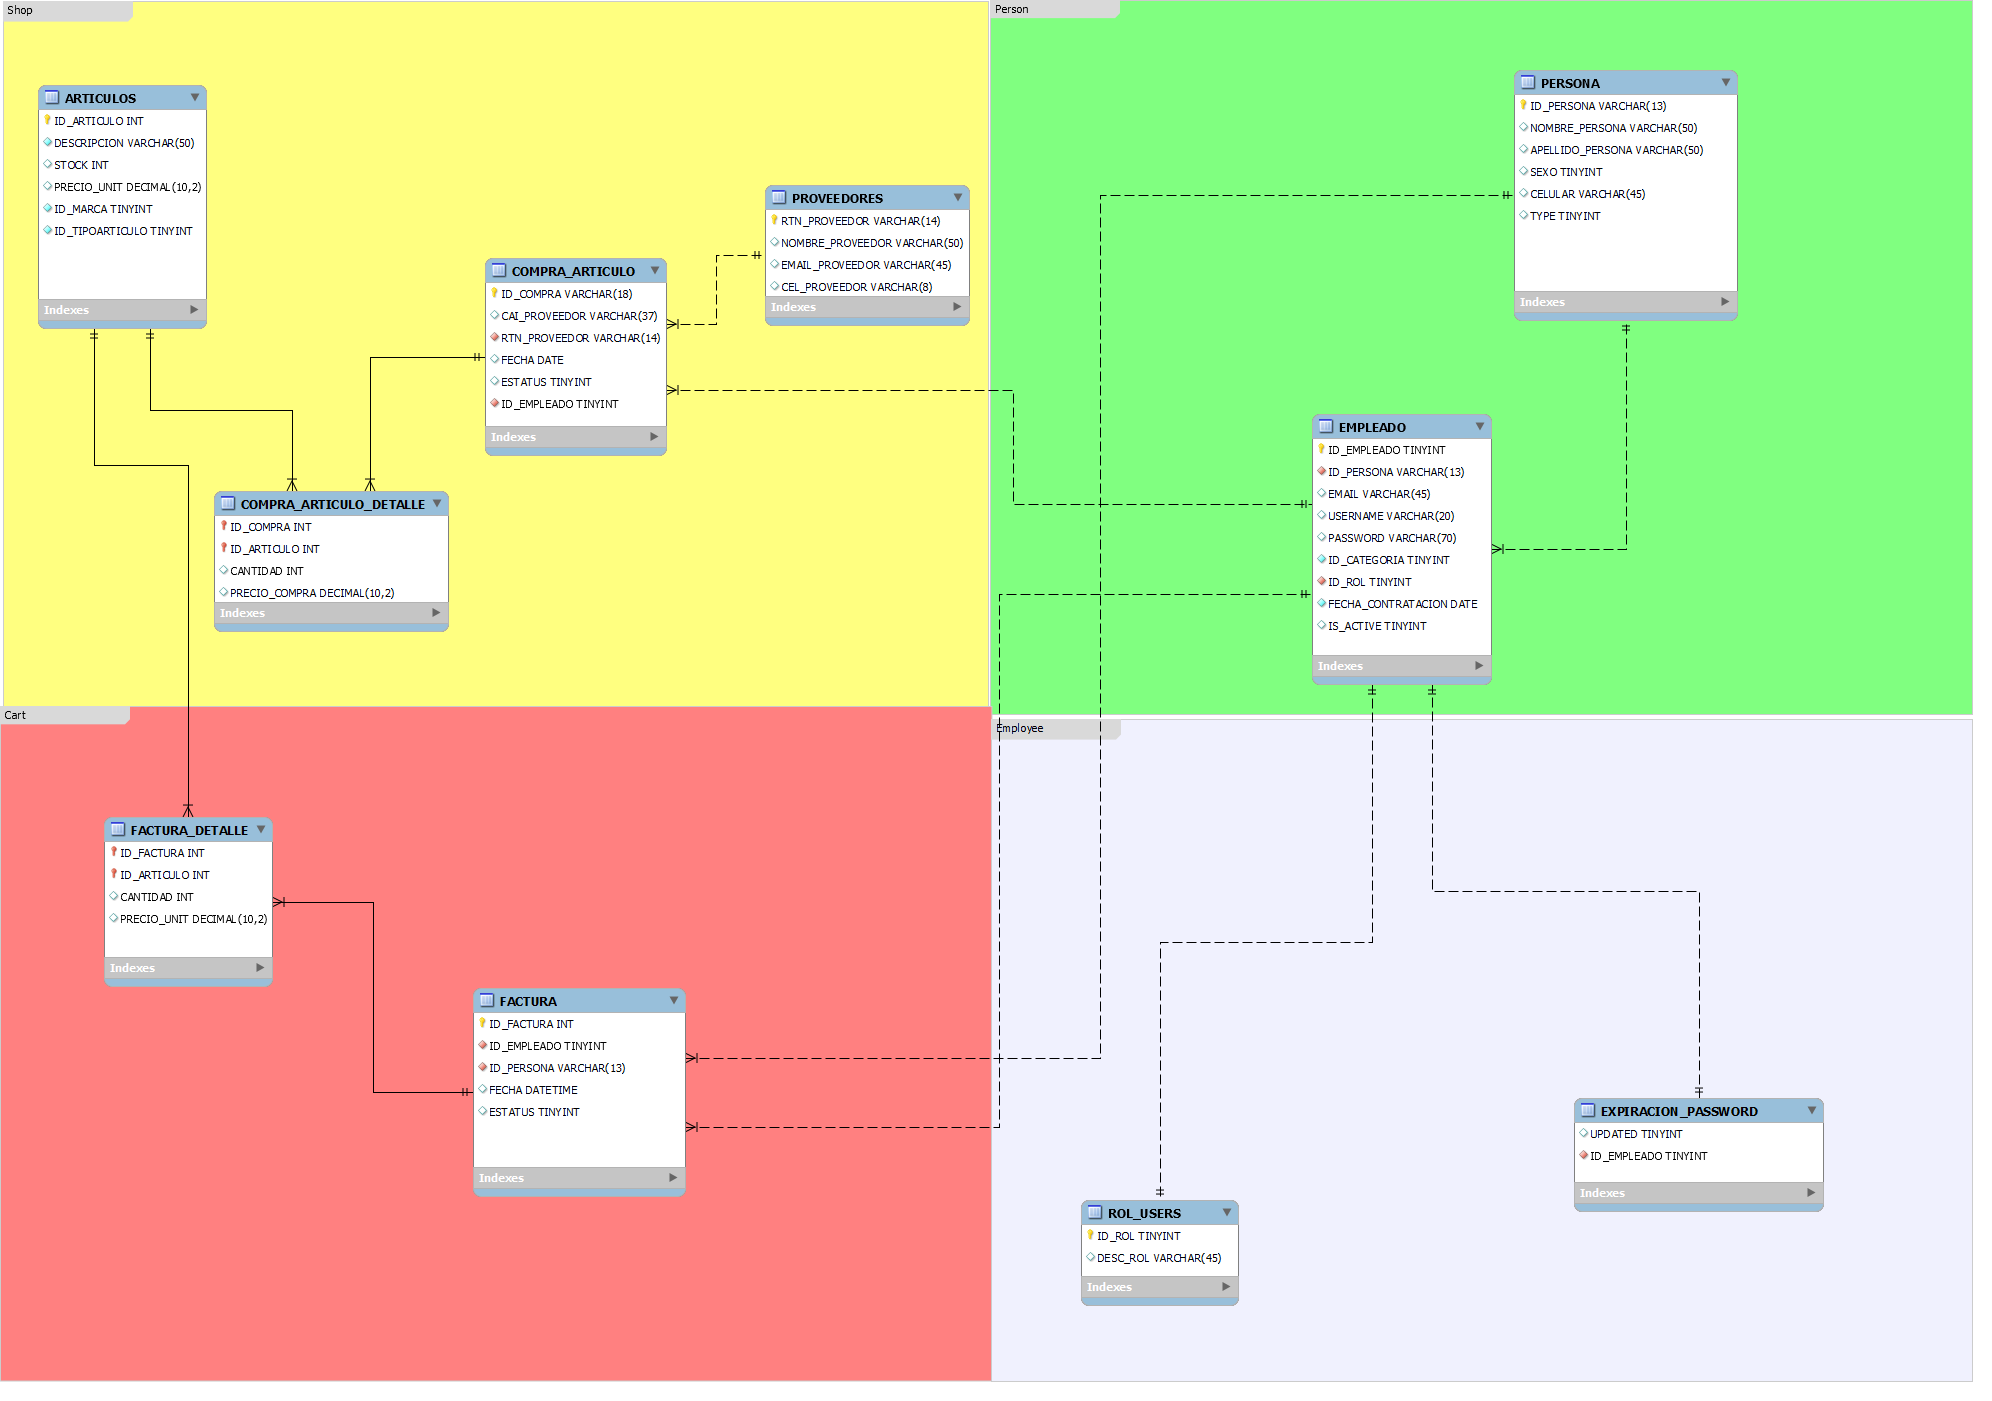 Shop
ARTICULOS
ID_ARTICULO INT
DESCRIPCION VARCHAR(50)
STOCK INT
PRECIO_UNIT DECIMAL(10,2)
ID_MARCA TINYINT
ID_TIPOARTICULO TINYINT
Indexes
PROVEEDORES
RTN_PROVEEDOR VARCHAR(14)
NOMBRE_PROVEEDOR VARCHAR(50)
EMAIL_PROVEEDOR VARCHAR(45)
CEL_PROVEEDOR VARCHAR(8)
Indexes
COMPRA_ARTICULO
ID_COMPRA VARCHAR(18)
CAI_PROVEEDOR VARCHAR(37)
RTN_PROVEEDOR VARCHAR(14)
FECHA DATE
ESTATUS TINYINT
ID_EMPLEADO TINYINT
Indexes
COMPRA_ARTICULO_DETALLE
ID_COMPRA INT
ID_ARTICULO INT
CANTIDAD INT
PRECIO_COMPRA DECIMAL(10,2)
Indexes
Person
PERSONA
ID_PERSONA VARCHAR(13)
NOMBRE_PERSONA VARCHAR(50)
APELLIDO_PERSONA VARCHAR(50)
SEXO TINYINT
CELULAR VARCHAR(45)
TYPE TINYINT
Indexes
EMPLEADO
ID_EMPLEADO TINYINT
ID_PERSONA VARCHAR(13)
EMAIL VARCHAR(45)
USERNAME VARCHAR(20)
PASSWORD VARCHAR(70)
ID_CATEGORIA TINYINT
ID_ROL TINYINT
FECHA_CONTRATACION DATE
IS_ACTIVE TINYINT
Indexes
Cart
FACTURA_DETALLE
ID_FACTURA INT
ID_ARTICULO INT
CANTIDAD INT
PRECIO_UNIT DECIMAL(10,2)
Indexes
FACTURA
ID_FACTURA INT
ID_EMPLEADO TINYINT
ID_PERSONA VARCHAR(13)
FECHA DATETIME
ESTATUS TINYINT
Indexes
Employee
EXPIRACION_PASSWORD
UPDATED TINYINT
ID_EMPLEADO TINYINT
Indexes
ROL_USERS
ID_ROL TINYINT
DESC_ROL VARCHAR(45)
Indexes